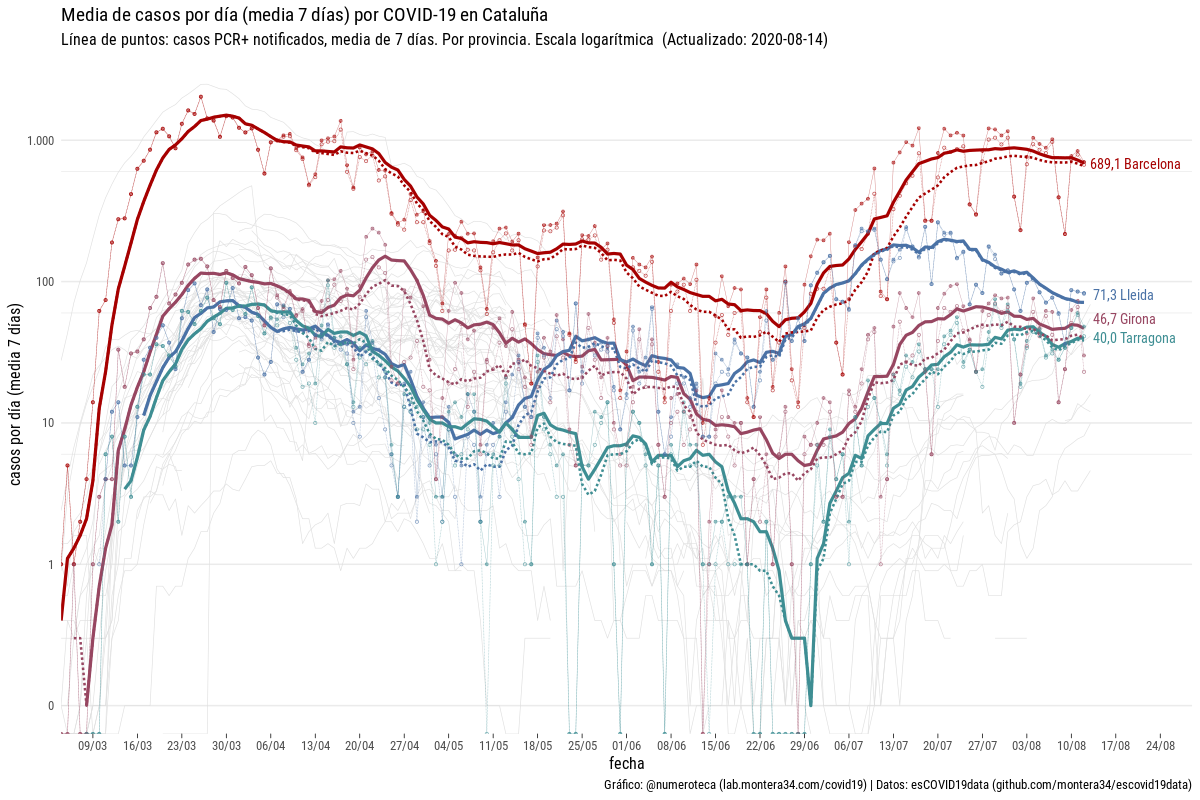 Media de casos por día (media 7 días) por COVID-19 en Cataluña
Línea de puntos: casos PCR+ notificados, media de 7 días. Por provincia. Escala logarítmica (Actualizado: 2020-08-14)
casos por día (media 7 días)
1.000
100
10
1
0
689,1 Barcelona
71,3 Lleida
46,7 Girona
40,0 Tarragona
09/03 16/03 23/03 30/03 06/04 13/04 20/04 27/04 04/05 11/05 18/05 25/05 01/06 08/06 15/06 22/06 29/06 06/07 13/07 20/07 27/07 03/08 10/08 17/08 24/08
fecha
Gráfico: @numeroteca (lab.montera34.com/covid19) | Datos: esCOVID19data (github.com/montera34/escovid19data)